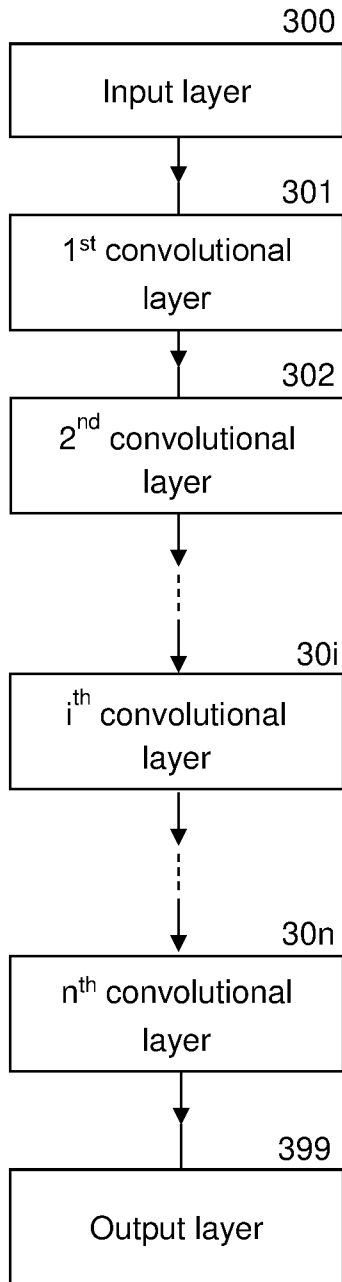 300
Input layer
301
1st convolutional
layer
302
2nd convolutional
layer
30i
ith convolutional
layer
30n
nth convolutional
layer
399
Output layer